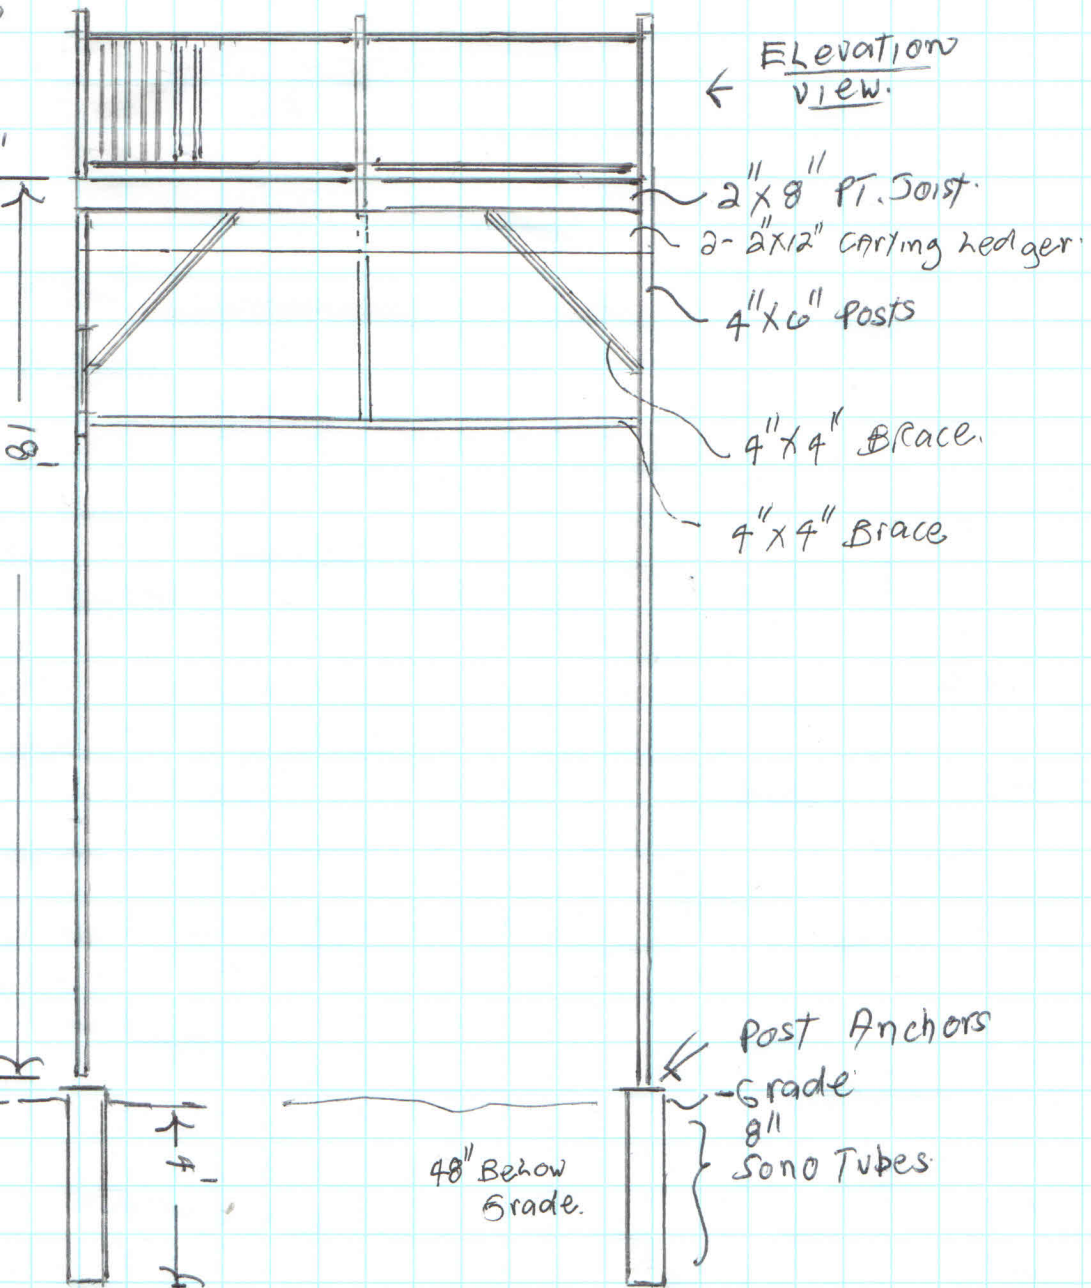 ELevation
view.
2"x8" PT. Joist.
2-2"x12" CArying Ledger.
4"x6" Posts
4"x4" Brace.
4"x4" Brace
18'
Post Anchors
Grade
8"
Sono Tubes
4'
48" Below
Grade.